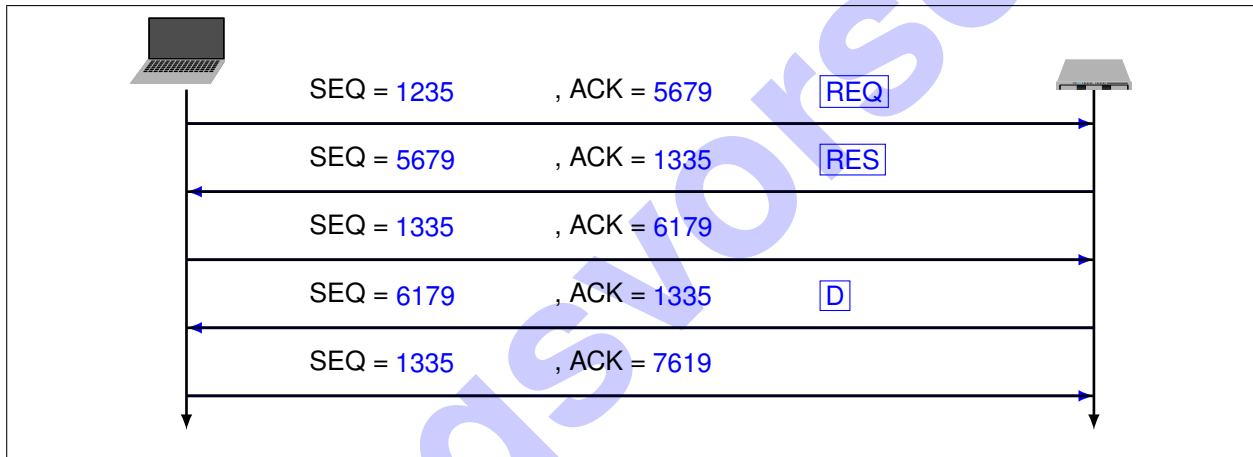 SEQ = 1235 , ACK = 5679 REQ
SEQ = 5679 , ACK = 1335 RES
SEQ = 1335 , ACK = 6179
SEQ = 6179 , ACK = 1335 D
SEQ = 1335 , ACK = 7619